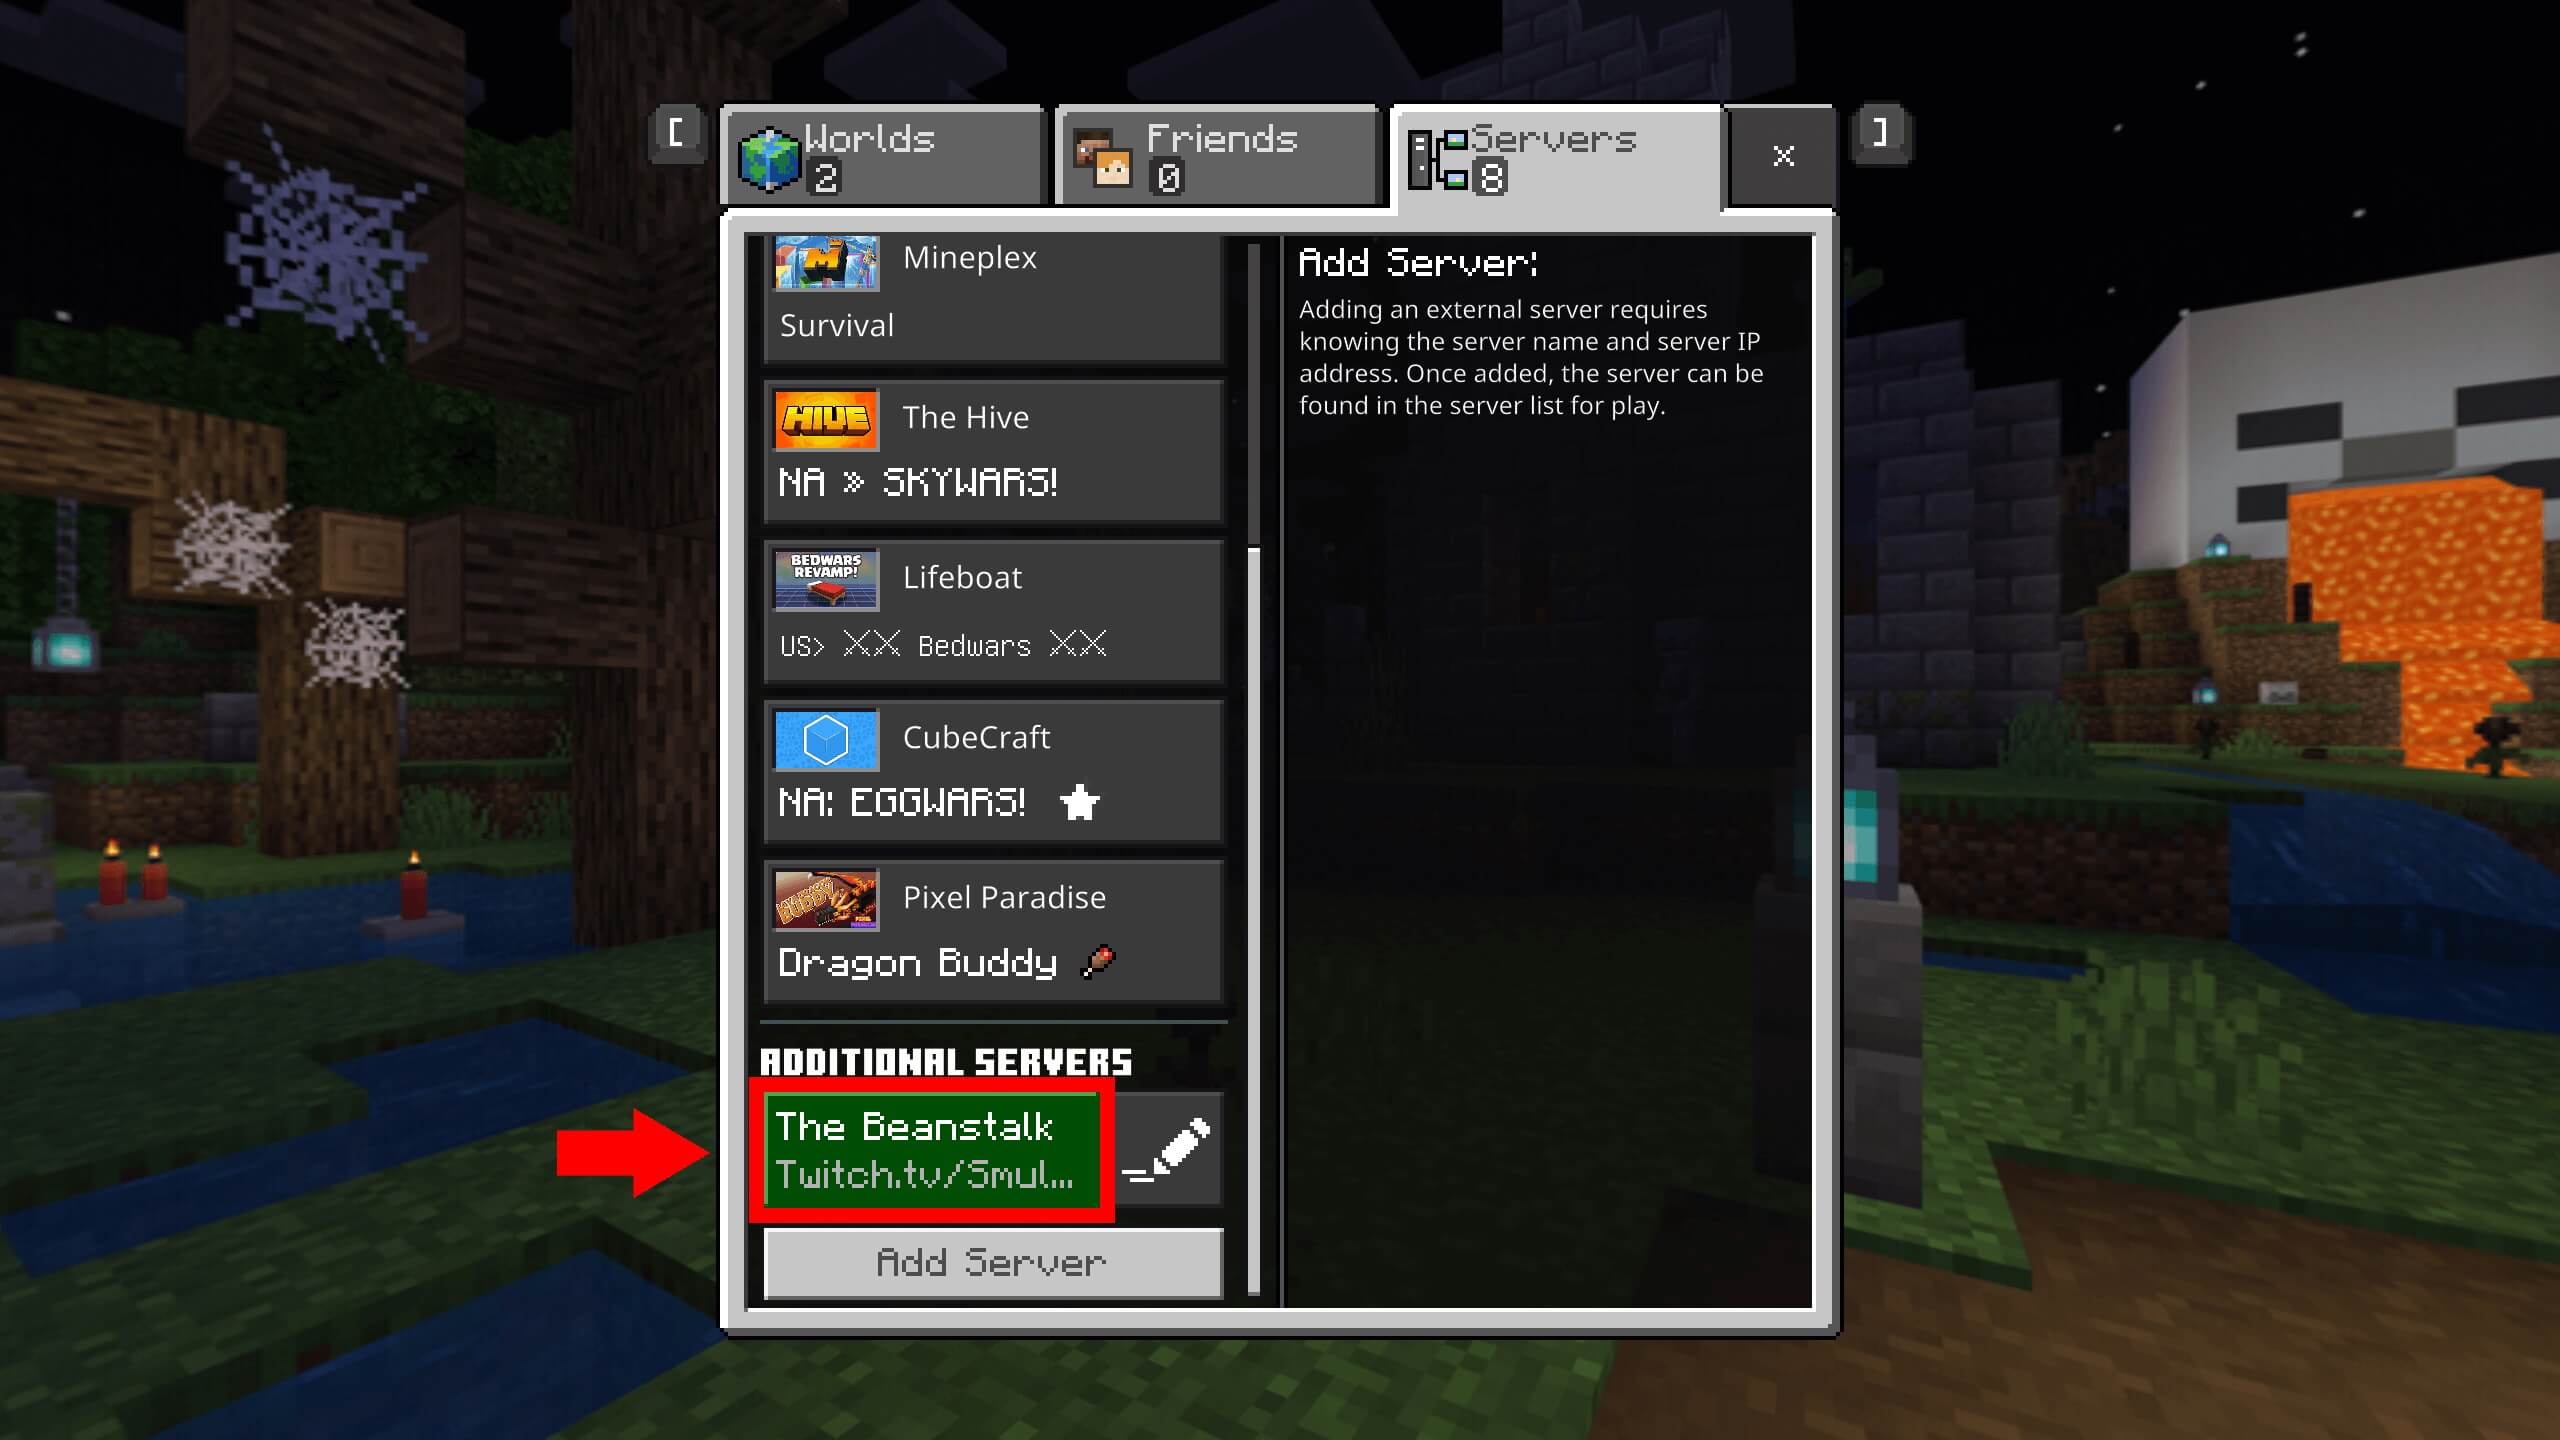 [
Worlds
2
Friends
0
Servers
8
]
Mineplex
Survival
HIVE
The Hive
NA » SKYWARS!
BEDWARS
REVAMP!
Lifeboat
US> ⚔⚔ Bedwars ⚔⚔
CubeCraft
NA: EGGWARS! ★
BUDDY
Pixel Paradise
Dragon Buddy
ADDITIONAL SERVERS
The Beanstalk
Twitch.tv/Smul...
Add Server
Add Server:
Adding an external server requires
knowing the server name and server IP
address. Once added, the server can be
found in the server list for play.